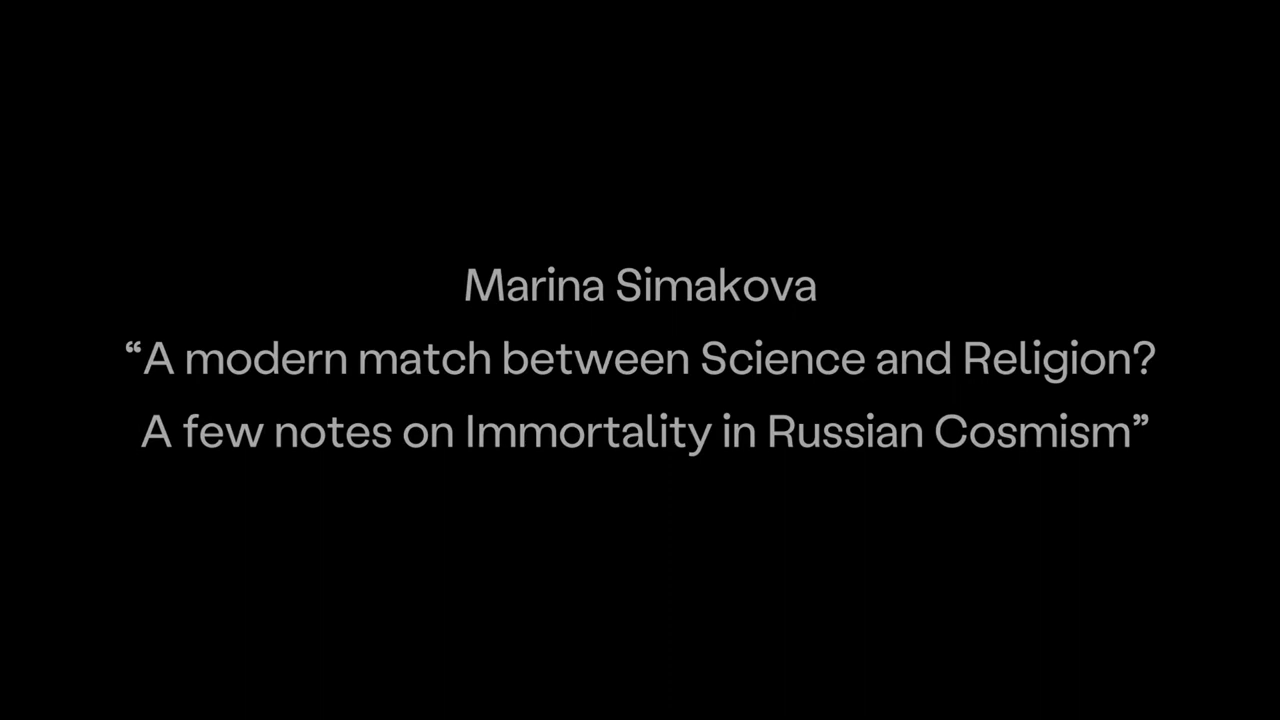 Marina Simakova
“A modern match between Science and Religion?
A few notes on Immortality in Russian Cosmism”